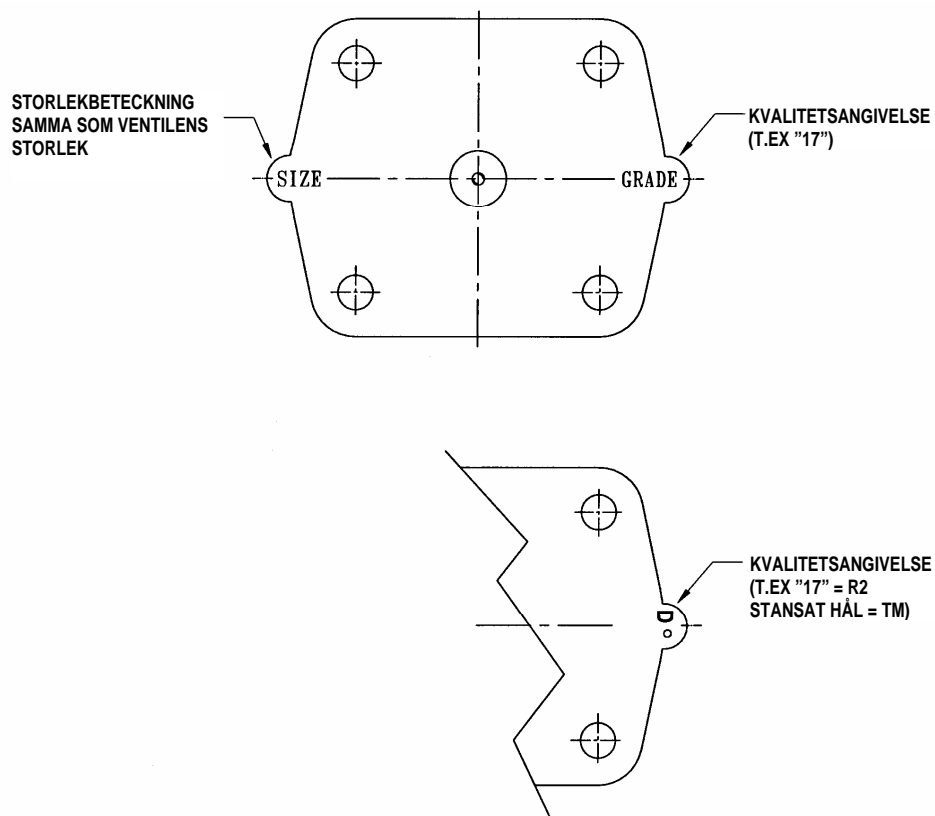 STORLEKBETECKNING
SAMMA SOM VENTILENS
STORLEK
KVALITETSANGIVELSE
(T.EX ”17”)
SIZE
GRADE
KVALITETSANGIVELSE
(T.EX ”17” = R2
STANSAT HÅL = TM)
D